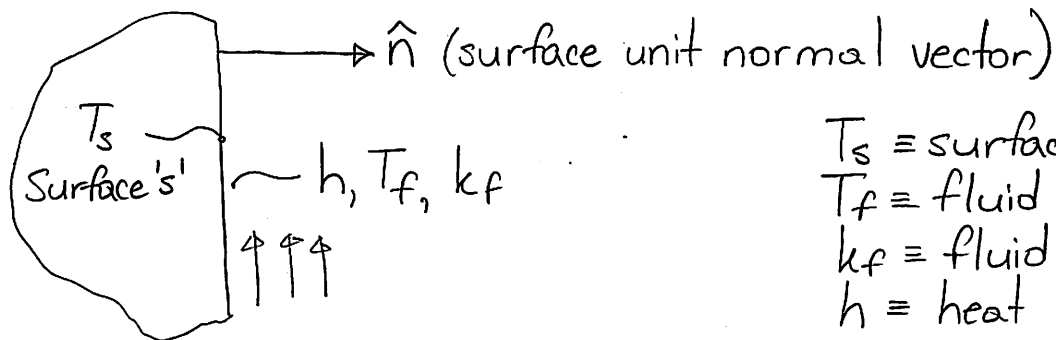 n̂ (surface unit normal vector)
Ts
Surface 's'
h, Tf, kf
Ts ≡ surfac
Tf ≡ fluid
kf ≡ fluid
h ≡ heat